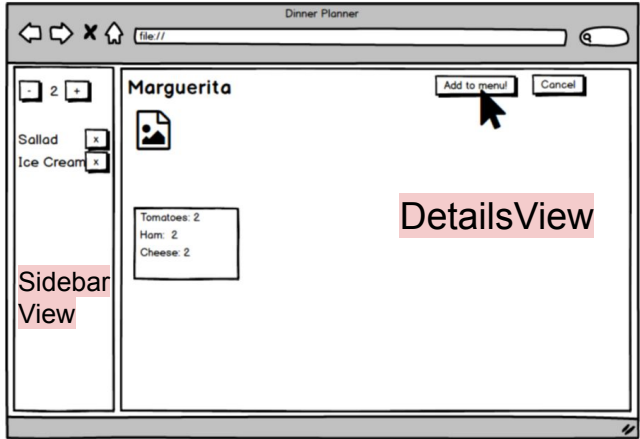 Dinner Planner
file://
- 2 +
Sallad x
Ice Cream x
Sidebar
View
Marguerita
Add to menu!
Cancel
Tomatoes: 2
Ham: 2
Cheese: 2
DetailsView